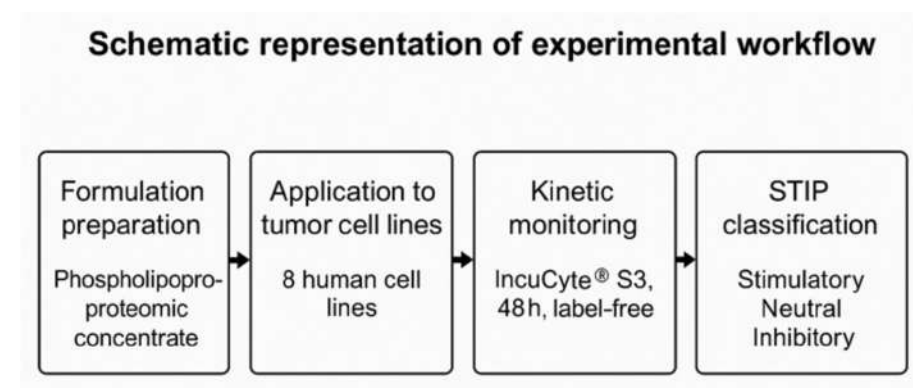 Schematic representation of experimental workflow
Formulation
preparation
Phospholipopro-
proteomic
concentrate
Application to
tumor cell lines
8 human cell
lines
Kinetic
monitoring
IncuCyte® S3,
48h, label-free
STIP
classification
Stimulatory
Neutral
Inhibitory